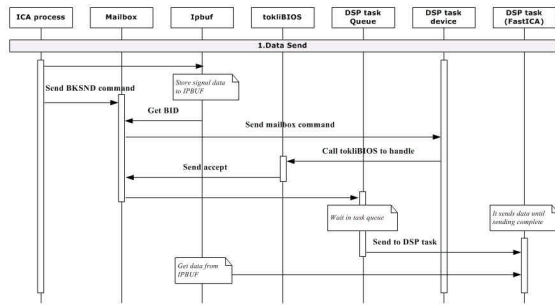 ICA process
Mailbox
Ipbuf
tokliBIOS
DSP task
Queue
DSP task
device
DSP task
(FastICA)
1.Data Send
Store signal data
to IPBUF
Send BKSND command
Get BID
Send mailbox command
Call tokliBIOS to handle
Send accept
Wait in task queue
It sends data until
sending complete
Send to DSP task
Get data from
IPBUF